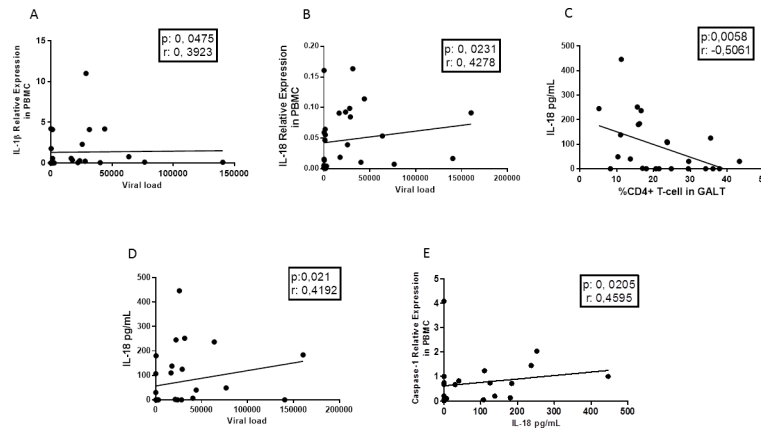 A
p: 0, 0475
r: 0, 3923
IL-1β Relative Expression
in PBMC
15
10
5
0
0
50000
100000
150000
Viral load
B
p: 0, 0231
r: 0, 4278
IL-18 Relative Expression
in PBMC
0.20
0.15
0.10
0.05
0.00
0
50000
100000
150000
200000
Viral load
C
p:0,0058
r: -0,5061
IL-18 pg/mL
500
400
300
200
100
0
0
10
20
30
40
50
%CD4+ T-cell in GALT
D
p:0,021
r: 0,4192
IL-18 pg/mL
500
400
300
200
100
0
0
50000
100000
150000
200000
Viral load
E
p: 0, 0205
r: 0,4595
Caspase-1 Relative Expression
in PBMC
5
4
3
2
1
0
0
100
200
300
400
500
IL-18 pg/mL